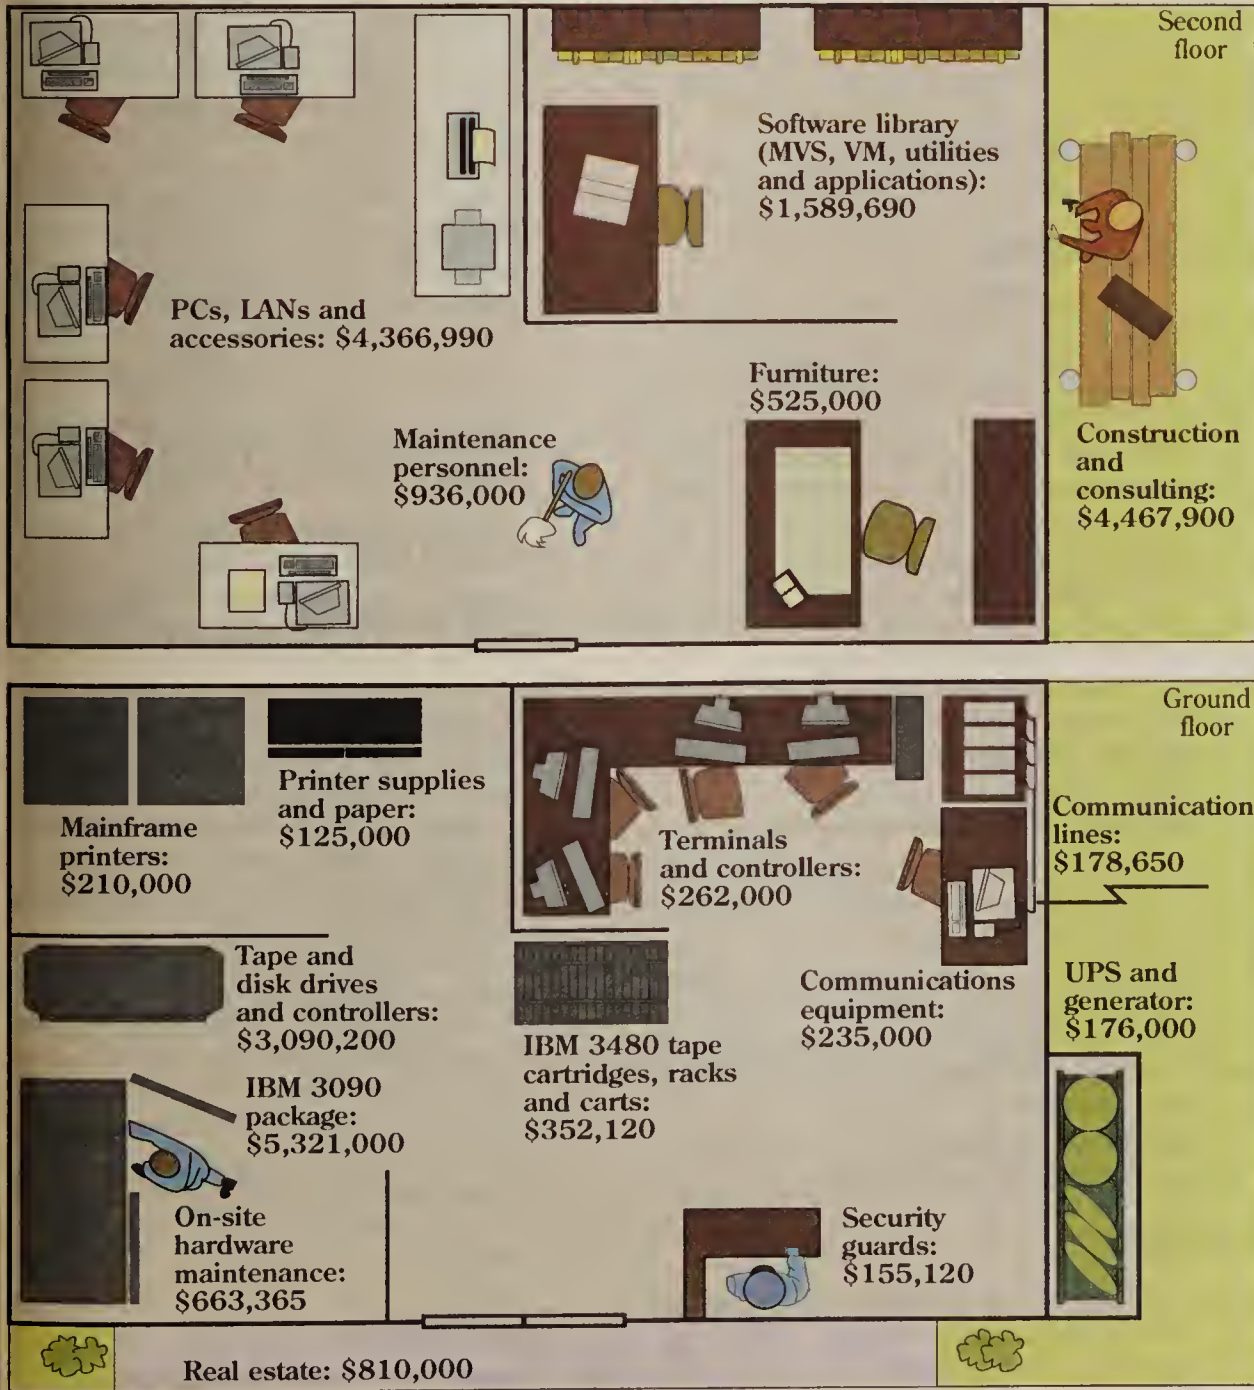 Second
floor
Software library
(MVS, VM, utilities
and applications):
$1,589,690
PCs, LANs and
accessories: $4,366,990
Furniture:
$525,000
Maintenance
personnel:
$936,000
Construction
and
consulting:
$4,467,900
Ground
floor
Printer supplies
and paper:
$125,000
Mainframe
printers:
$210,000
Terminals
and controllers:
$262,000
Communication
lines:
$178,650
Tape and
disk drives
and controllers:
$3,090,200
Communications
equipment:
$235,000
UPS and
generator:
$176,000
IBM 3480 tape
cartridges, racks
and carts:
$352,120
IBM 3090
package:
$5,321,000
On-site
hardware
maintenance:
$663,365
Security
guards:
$155,120
Real estate: $810,000